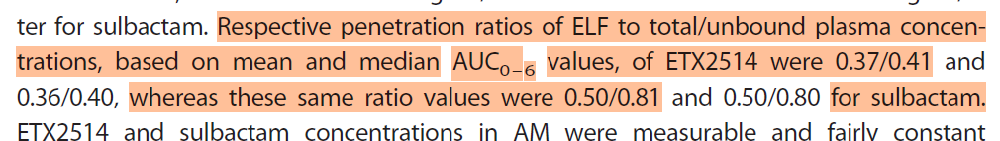 ter for sulbactam. Respective penetration ratios of ELF to total/unbound plasma concen-
trations, based on mean and median AUC₀₋₆ values, of ETX2514 were 0.37/0.41 and
0.36/0.40, whereas these same ratio values were 0.50/0.81 and 0.50/0.80 for sulbactam.
ETX2514 and sulbactam concentrations in AM were measurable and fairly constant